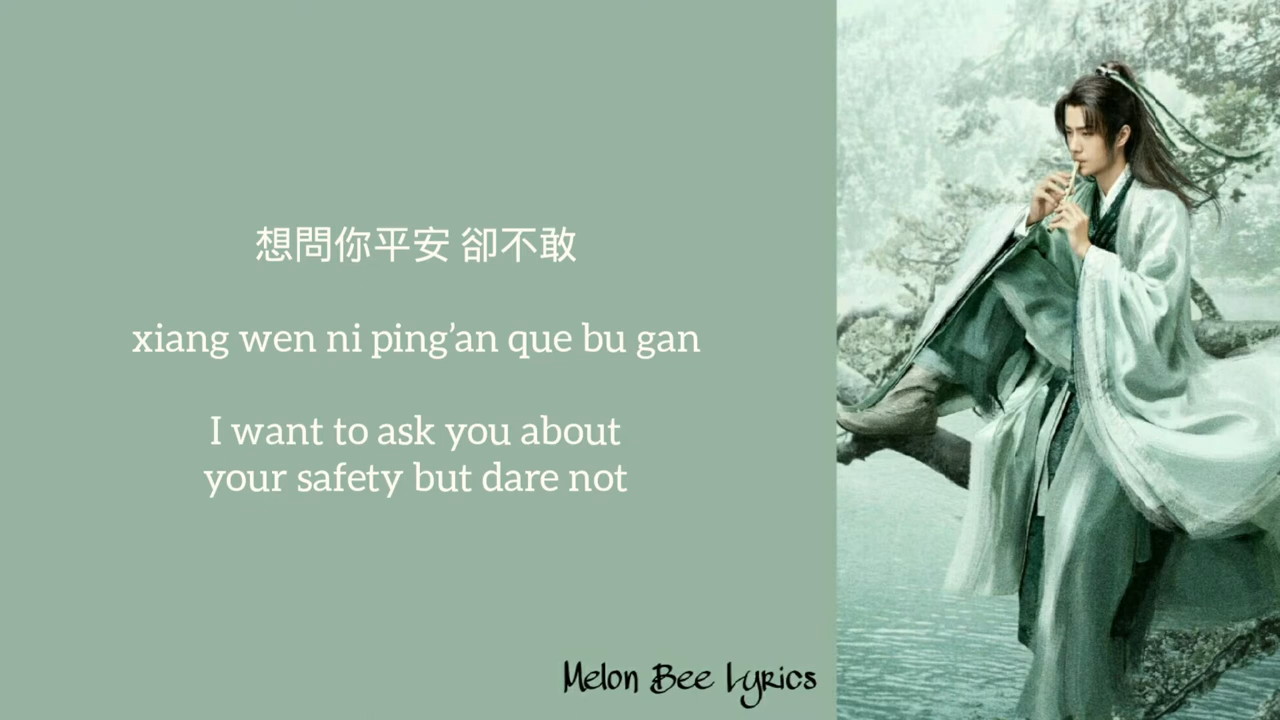 想問你平安 卻不敢
xiang wen ni ping’an que bu gan
I want to ask you about
your safety but dare not
Melon Bee Lyrics